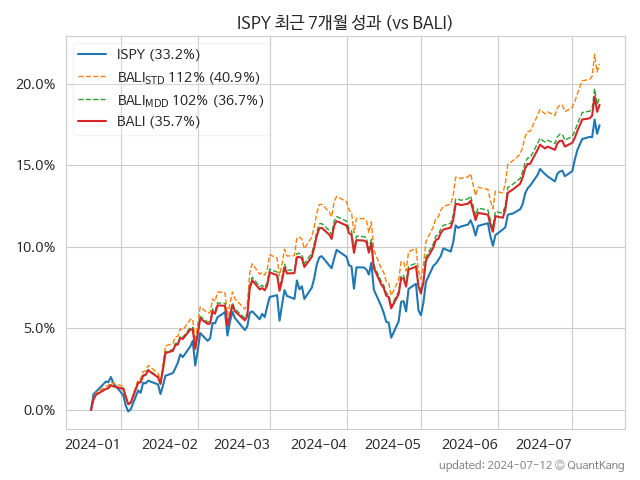 ISPY 최근 7개월 성과 (vs BALI)
ISPY (33.2%)
BALI_STD 112% (40.9%)
BALI_MDD 102% (36.7%)
BALI (35.7%)
20.0%
15.0%
10.0%
5.0%
0.0%
2024-01 2024-02 2024-03 2024-04 2024-05 2024-06 2024-07
updated: 2024-07-12 © QuantKang